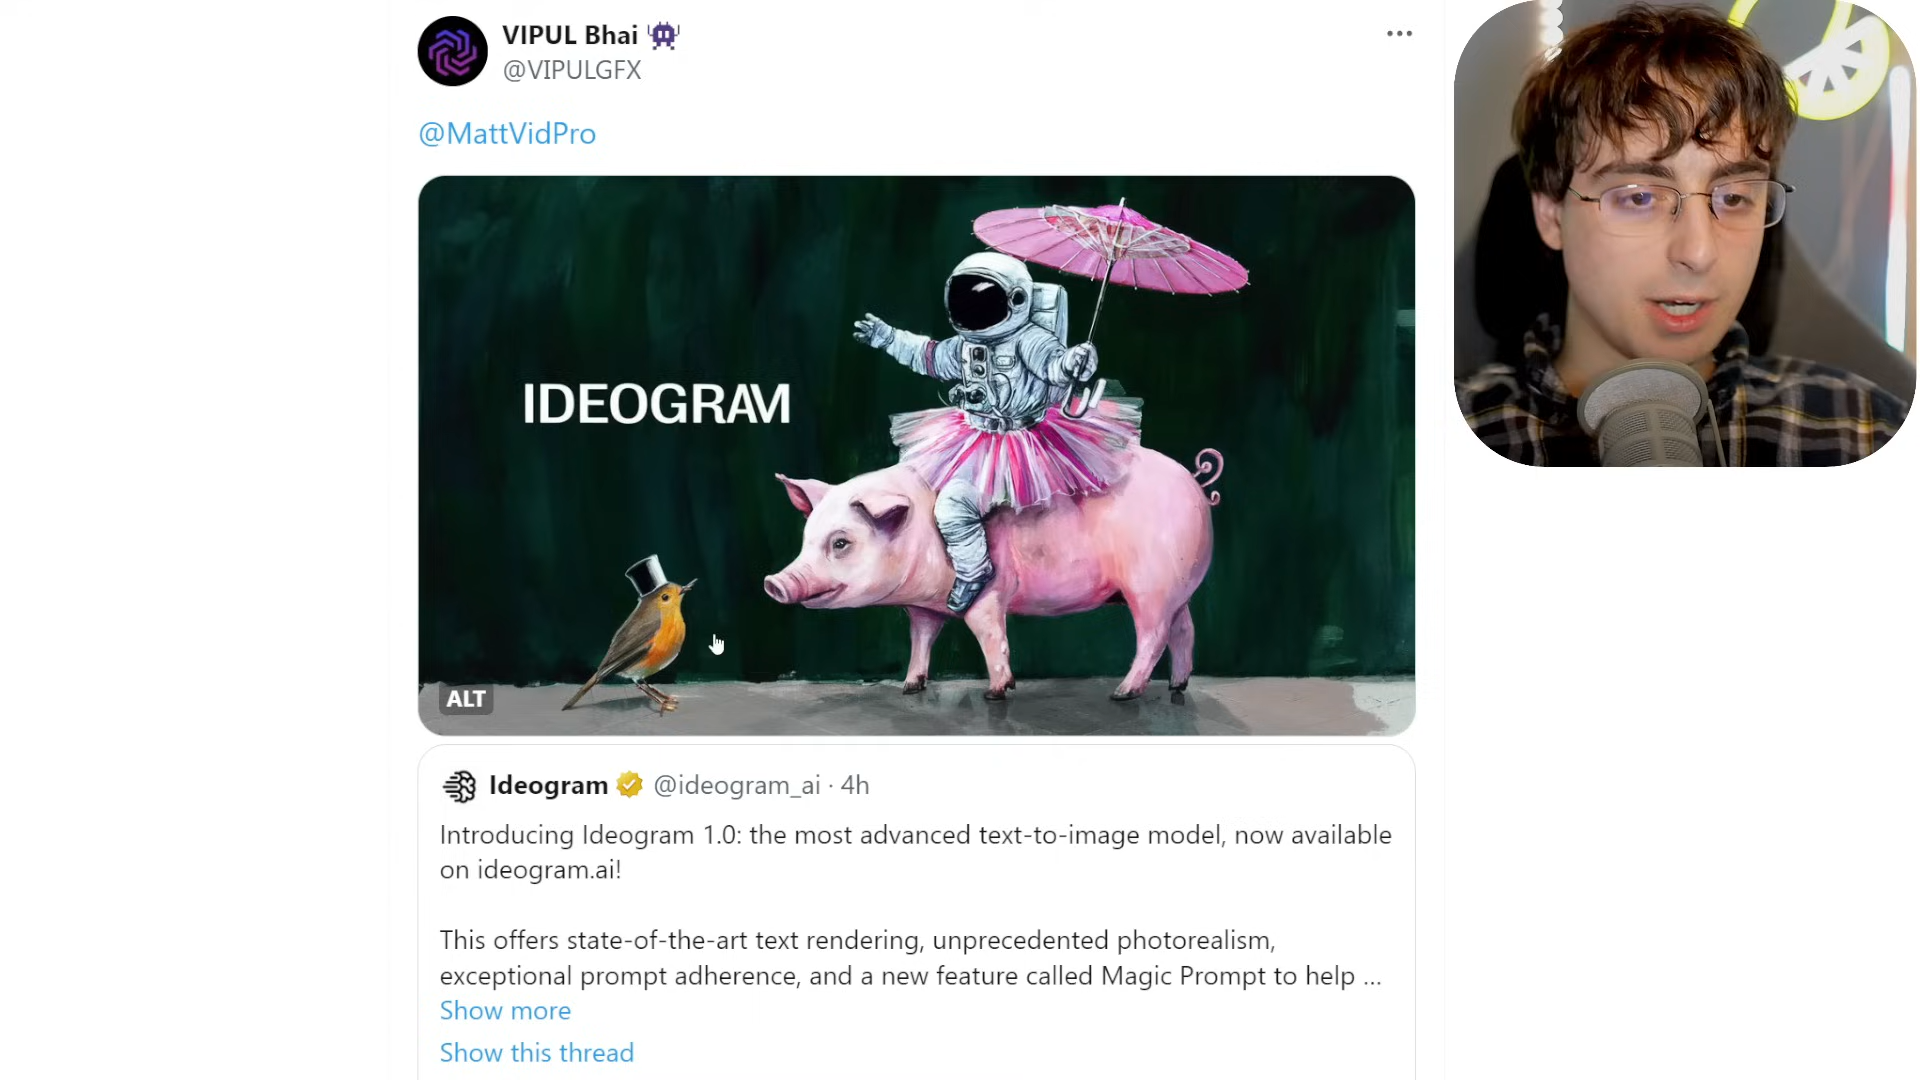 VIPUL Bhai
@VIPULGFX
@MattVidPro
IDEOGRAM
ALT
Ideogram @ideogram_ai · 4h
Introducing Ideogram 1.0: the most advanced text-to-image model, now available
on ideogram.ai!
This offers state-of-the-art text rendering, unprecedented photorealism,
exceptional prompt adherence, and a new feature called Magic Prompt to help ...
Show more
Show this thread